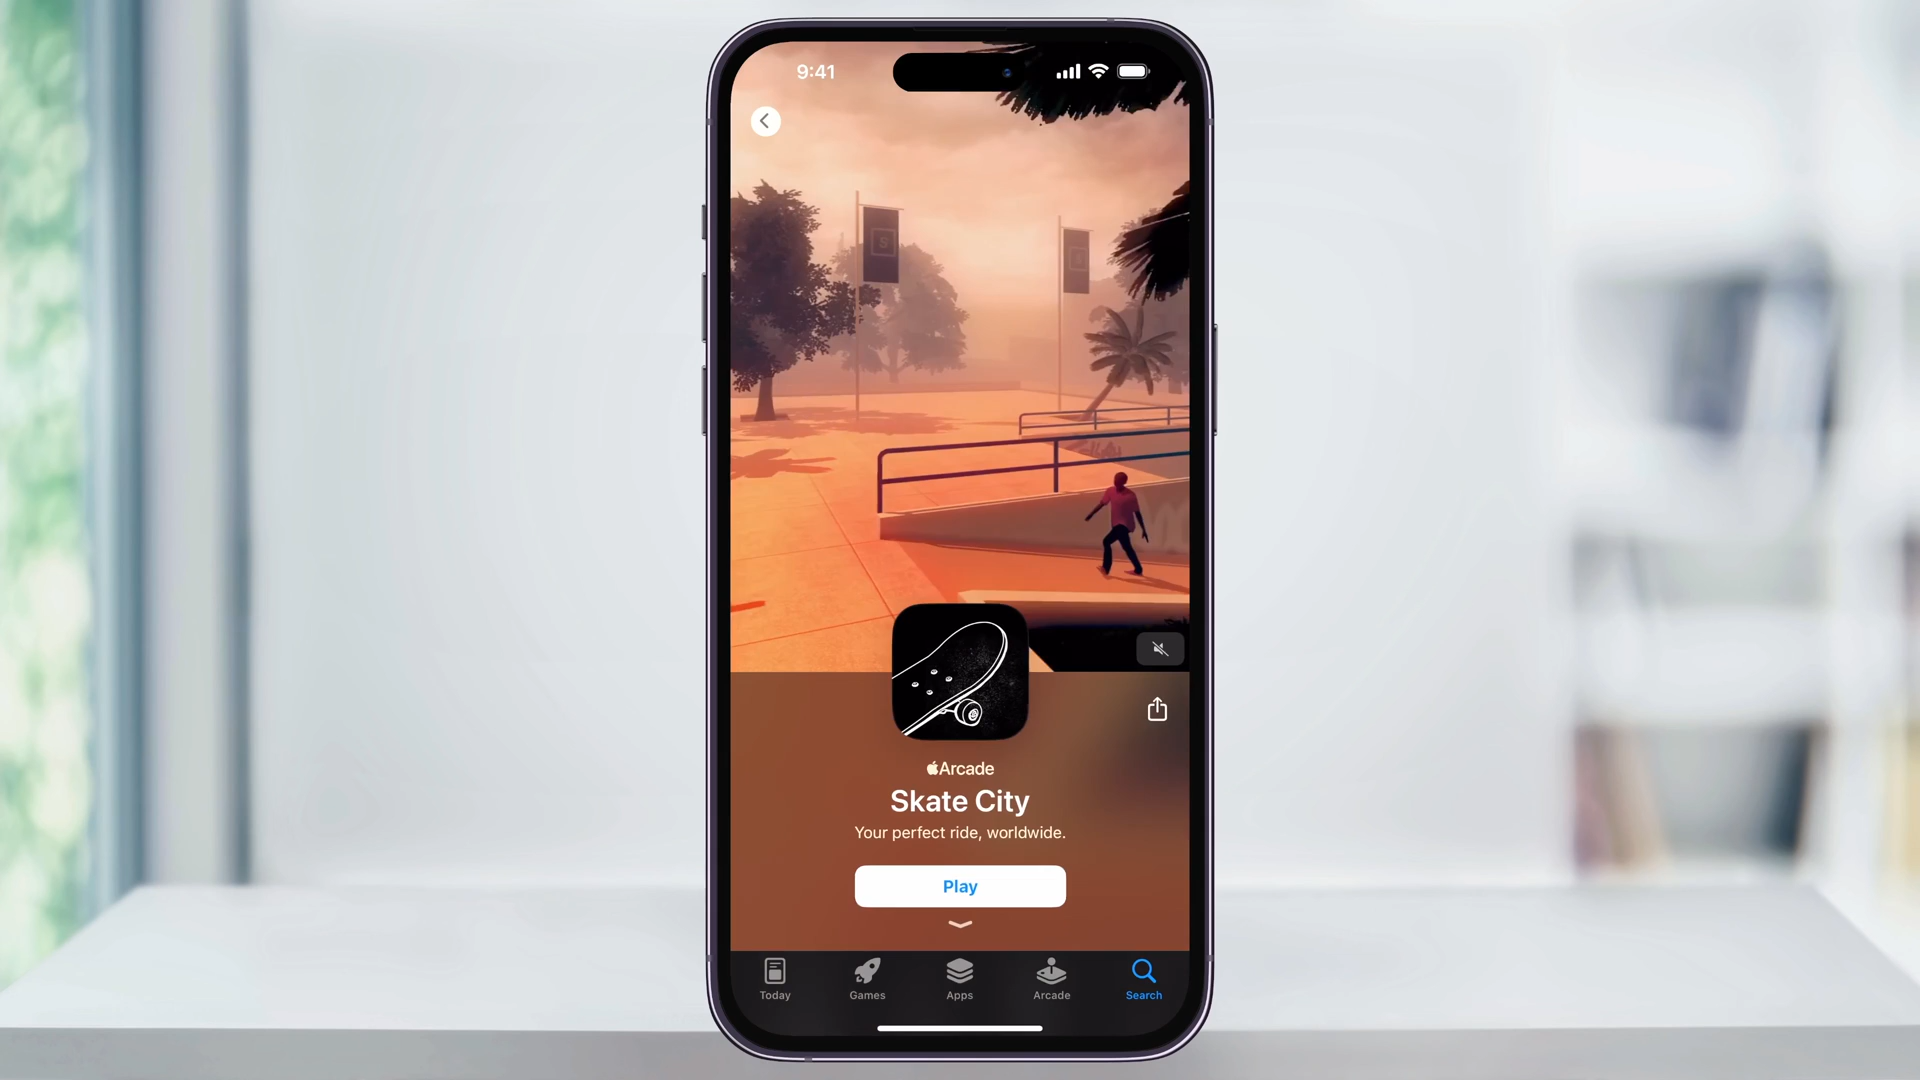 9:41
S
Arcade
Skate City
Your perfect ride, worldwide.
Play
Today
Games
Apps
Arcade
Search